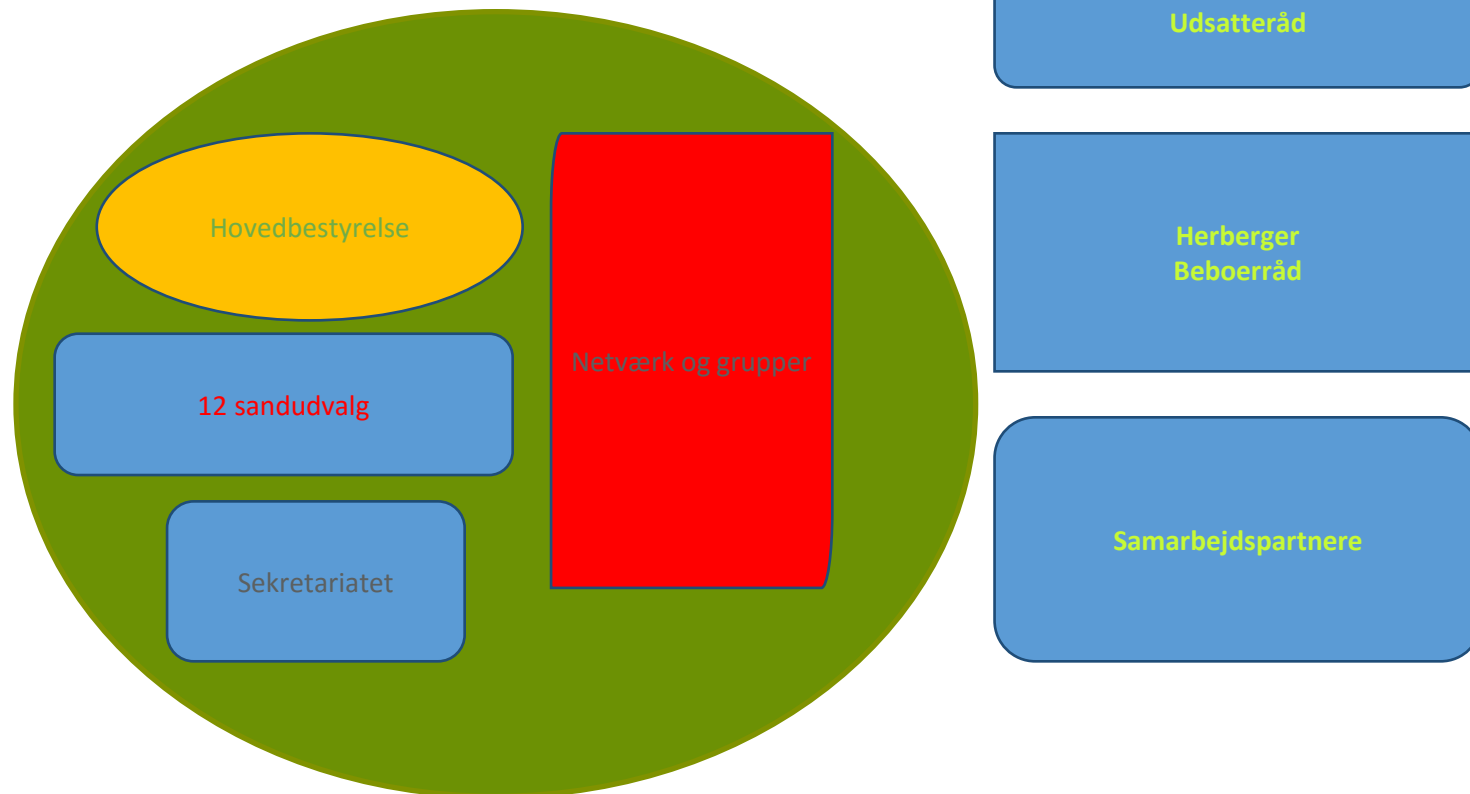 Hovedbestyrelse
12 sandudvalg
Sekretariatet
Netværk og grupper
Udsatteråd
Herberger
Beboerråd
Samarbejdspartnere